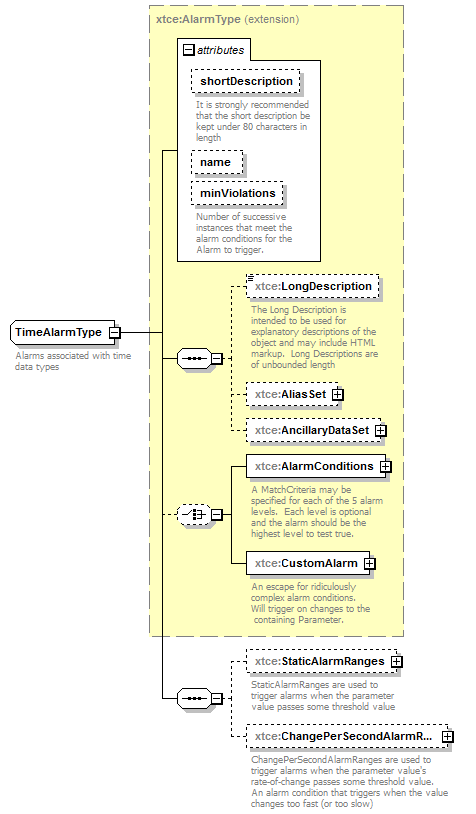 xtce:AlarmType (extension)
attributes
shortDescription
It is strongly recommended
that the short description be
kept under 80 characters in
length
name
minViolations
Number of successive
instances that meet the
alarm conditions for the
Alarm to trigger.
TimeAlarmType
Alarms associated with time
data types
xtce:LongDescription
The Long Description is
intended to be used for
explanatory descriptions of the
object and may include HTML
markup.  Long Descriptions are
of unbounded length
xtce:AliasSet
xtce:AncillaryDataSet
xtce:AlarmConditions
A MatchCriteria may be
specified for each of the 5 alarm
levels.  Each level is optional
and the alarm should be the
highest level to test true.
xtce:CustomAlarm
An escape for ridiculously
complex alarm conditions.
Will trigger on changes to the
containing Parameter.
xtce:StaticAlarmRanges
StaticAlarmRanges are used to
trigger alarms when the parameter
value passes some threshold value
xtce:ChangePerSecondAlarmR...
ChangePerSecondAlarmRanges are used to
trigger alarms when the parameter value's
rate-of-change passes some threshold value.
An alarm condition that triggers when the value
changes too fast (or too slow)